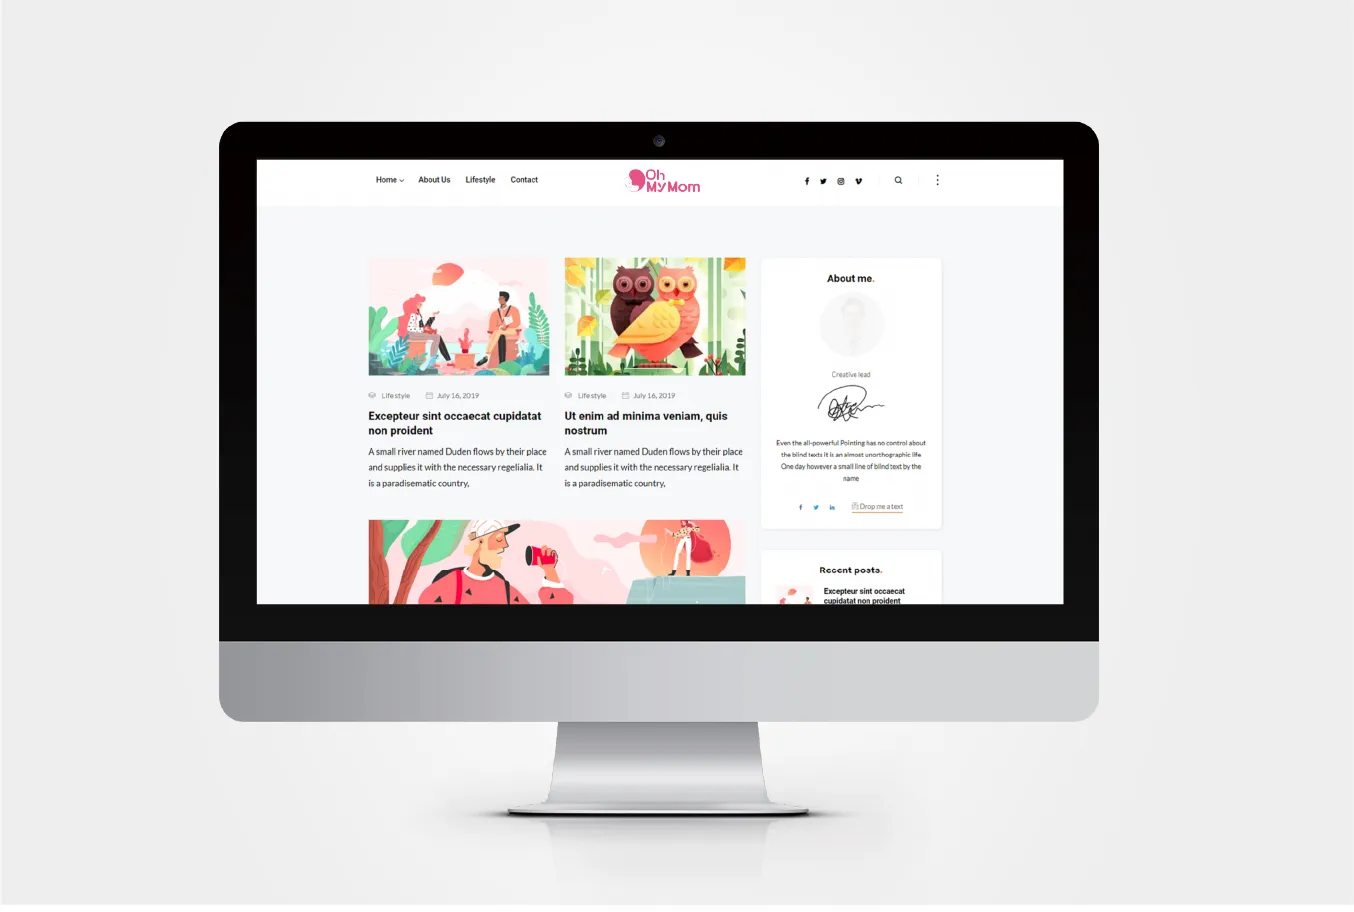 Home
About Us
Lifestyle
Contact
Oh
My Mom
Lifestyle
July 16, 2019
Excepteur sint occaecat cupidatat
non proident
A small river named Duden flows by their place
and supplies it with the necessary regelialia. It
is a paradisematic country,
Lifestyle
July 16, 2019
Ut enim ad minima veniam, quis
nostrum
A small river named Duden flows by their place
and supplies it with the necessary regelialia. It
is a paradisematic country,
About me.
Creative lead
Even the all-powerful Pointing has no control about
the blind texts it is an almost unorthographic life
One day however a small line of blind text by the
name
Drop me a text
Recent posts.
Excepteur sint occaecat
cupidatat non proident